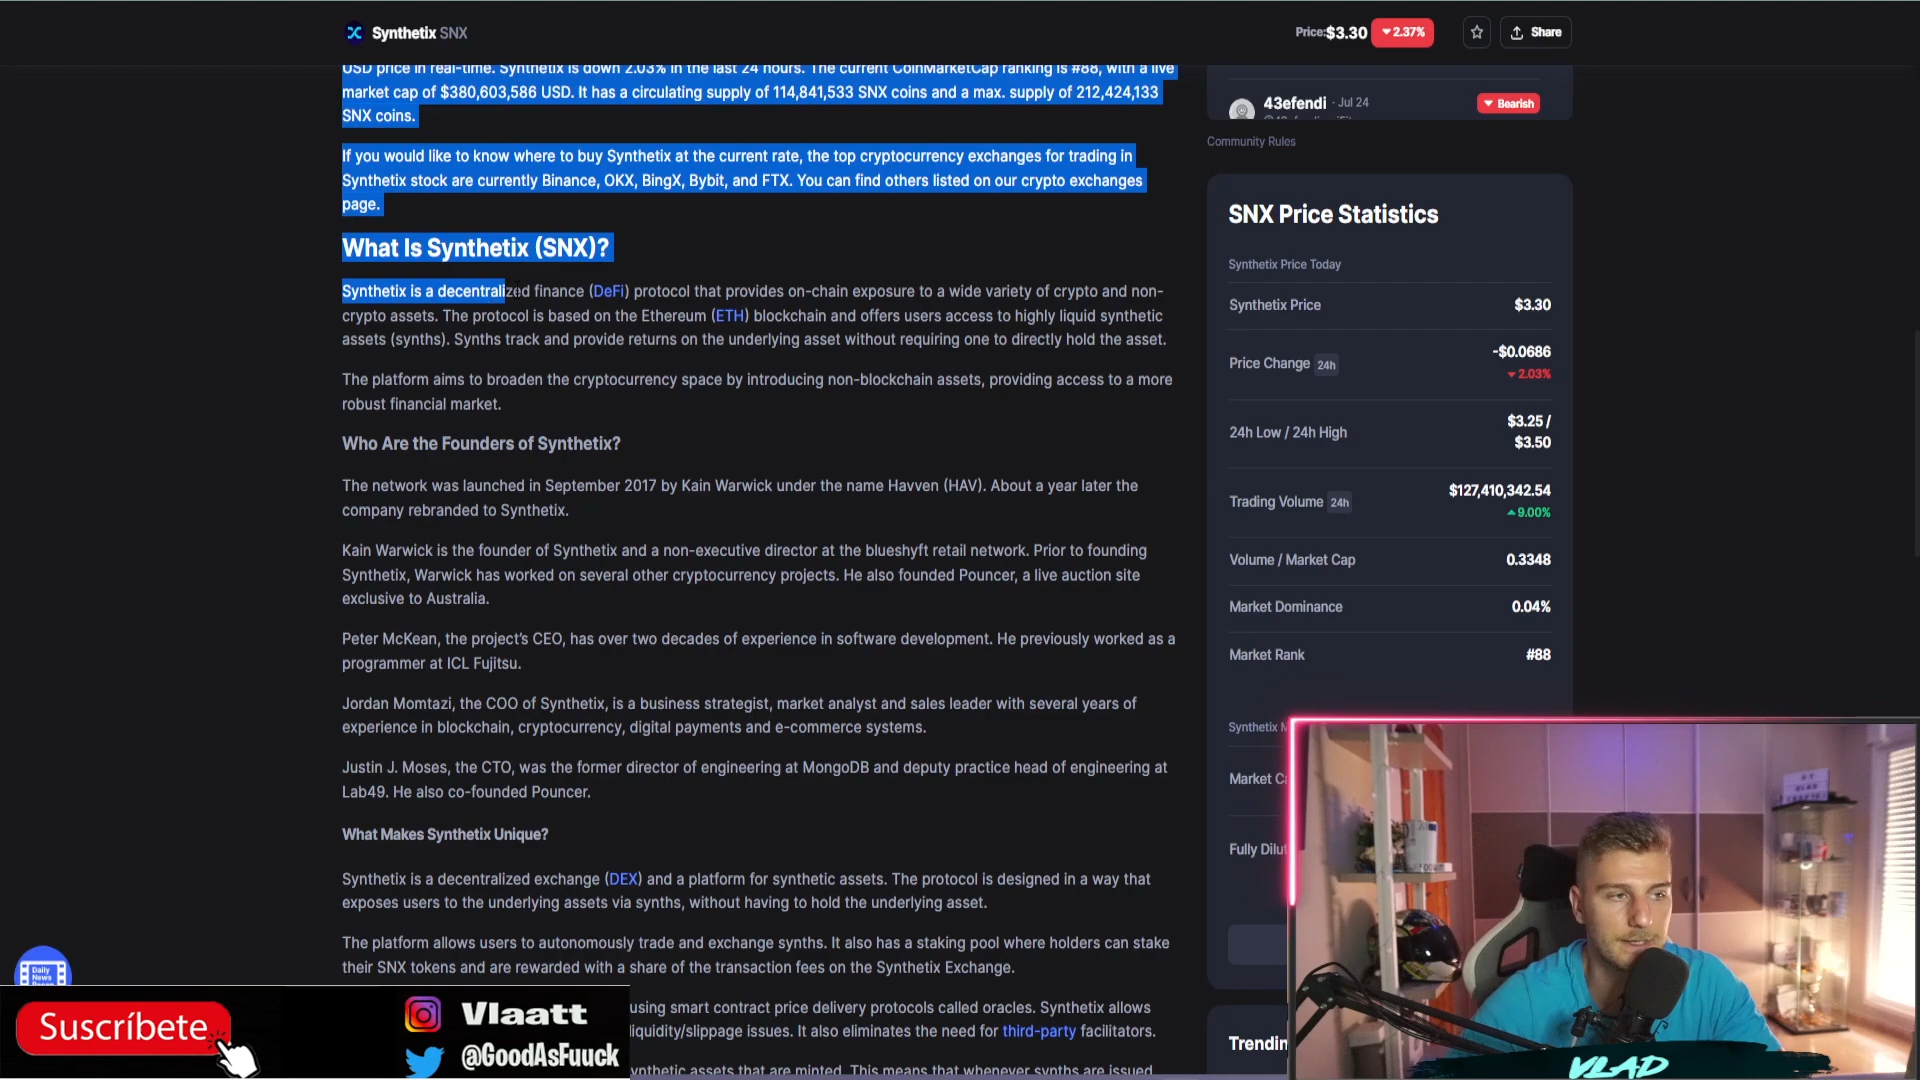 Synthetix SNX
Price:$3.30
2.37%
Share
USD price in real-time. Synthetix is down 2.03% in the last 24 hours. The current CoinMarketCap ranking is #88, with a live
market cap of $380,603,586 USD. It has a circulating supply of 114,841,533 SNX coins and a max. supply of 212,424,133
SNX coins.
If you would like to know where to buy Synthetix at the current rate, the top cryptocurrency exchanges for trading in
Synthetix stock are currently Binance, OKX, BingX, Bybit, and FTX. You can find others listed on our crypto exchanges
page.
What Is Synthetix (SNX)?
Synthetix is a decentralized finance (DeFi) protocol that provides on-chain exposure to a wide variety of crypto and non-
crypto assets. The protocol is based on the Ethereum (ETH) blockchain and offers users access to highly liquid synthetic
assets (synths). Synths track and provide returns on the underlying asset without requiring one to directly hold the asset.
The platform aims to broaden the cryptocurrency space by introducing non-blockchain assets, providing access to a more
robust financial market.
Who Are the Founders of Synthetix?
The network was launched in September 2017 by Kain Warwick under the name Havven (HAV). About a year later the
company rebranded to Synthetix.
Kain Warwick is the founder of Synthetix and a non-executive director at the blueshyft retail network. Prior to founding
Synthetix, Warwick has worked on several other cryptocurrency projects. He also founded Pouncer, a live auction site
exclusive to Australia.
Peter McKean, the project's CEO, has over two decades of experience in software development. He previously worked as a
programmer at ICL Fujitsu.
Jordan Momtazi, the COO of Synthetix, is a business strategist, market analyst and sales leader with several years of
experience in blockchain, cryptocurrency, digital payments and e-commerce systems.
Justin J. Moses, the CTO, was the former director of engineering at MongoDB and deputy practice head of engineering at
Lab49. He also co-founded Pouncer.
What Makes Synthetix Unique?
Synthetix is a decentralized exchange (DEX) and a platform for synthetic assets. The protocol is designed in a way that
exposes users to the underlying assets via synths, without having to hold the underlying asset.
The platform allows users to autonomously trade and exchange synths. It also has a staking pool where holders can stake
their SNX tokens and are rewarded with a share of the transaction fees on the Synthetix Exchange.
using smart contract price delivery protocols called oracles. Synthetix allows
liquidity/slippage issues. It also eliminates the need for third-party facilitators.
synthetic assets that are minted. This means that whenever synths are issued
43efendi · Jul 24
Bearish
Community Rules
SNX Price Statistics
Synthetix Price Today
Synthetix Price $3.30
Price Change 24h -$0.0686
2.03%
24h Low / 24h High $3.25 /
$3.50
Trading Volume 24h $127,410,342.54
9.00%
Volume / Market Cap 0.3348
Market Dominance 0.04%
Market Rank #88
Synthetix M
Market C
Fully Dilu
Trendin
Daily
News
Suscríbete
Vlaatt
@GoodAsFuuck
VLAD